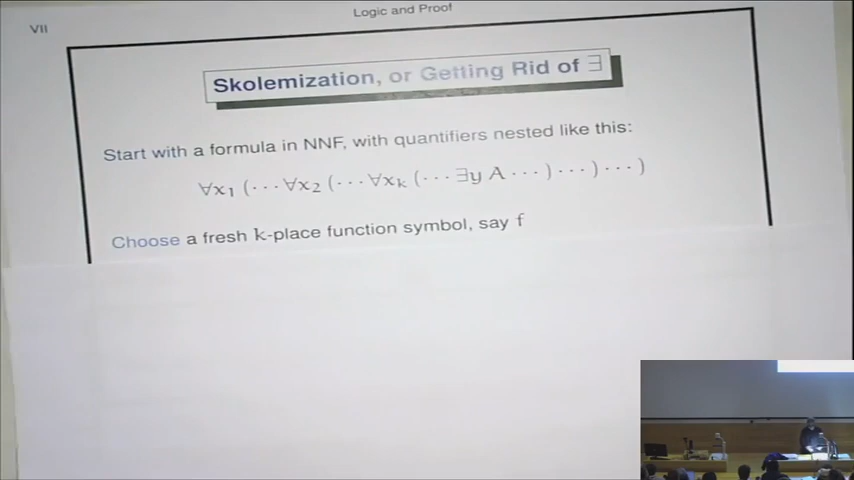 Logic and Proof
VII
Skolemization, or Getting Rid of ∃
Start with a formula in NNF, with quantifiers nested like this:
∀x₁ (··· ∀x₂ (··· ∀xₖ (··· ∃y A ···) ···) ···)
Choose a fresh k-place function symbol, say f